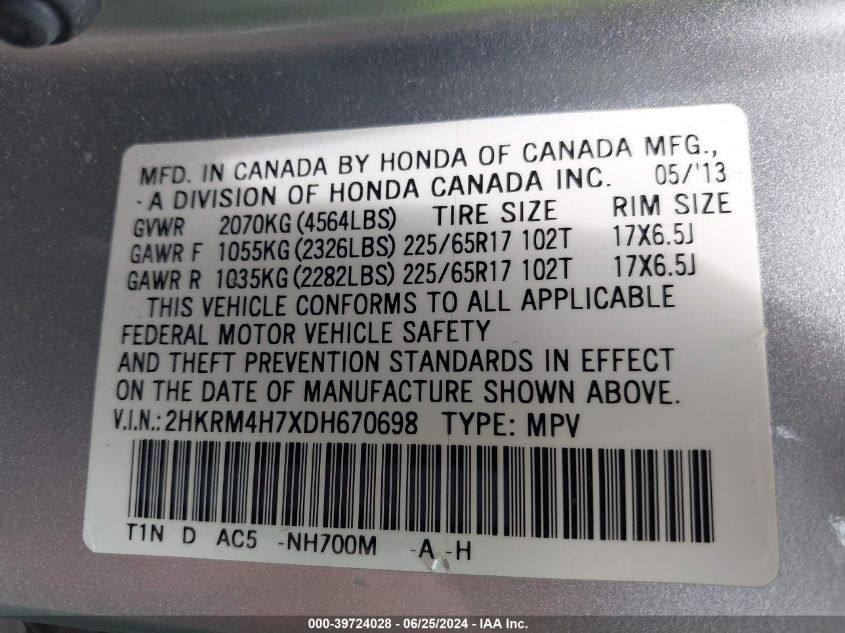 MFD. IN CANADA BY HONDA OF CANADA MFG.,
A DIVISION OF HONDA CANADA INC. 05/'13
GVWR 2070KG(4564LBS) TIRE SIZE RIM SIZE
GAWR F 1055KG(2326LBS) 225/65R17 102T 17X6.5J
GAWR R 1035KG(2282LBS) 225/65R17 102T 17X6.5J
THIS VEHICLE CONFORMS TO ALL APPLICABLE
FEDERAL MOTOR VEHICLE SAFETY
AND THEFT PREVENTION STANDARDS IN EFFECT
ON THE DATE OF MANUFACTURE SHOWN ABOVE.
V.I.N.: 2HKRM4H7XDH670698 TYPE: MPV
T1N D AC5 -NH700M -A -H
000-39724028 - 06/25/2024 - IAA Inc.